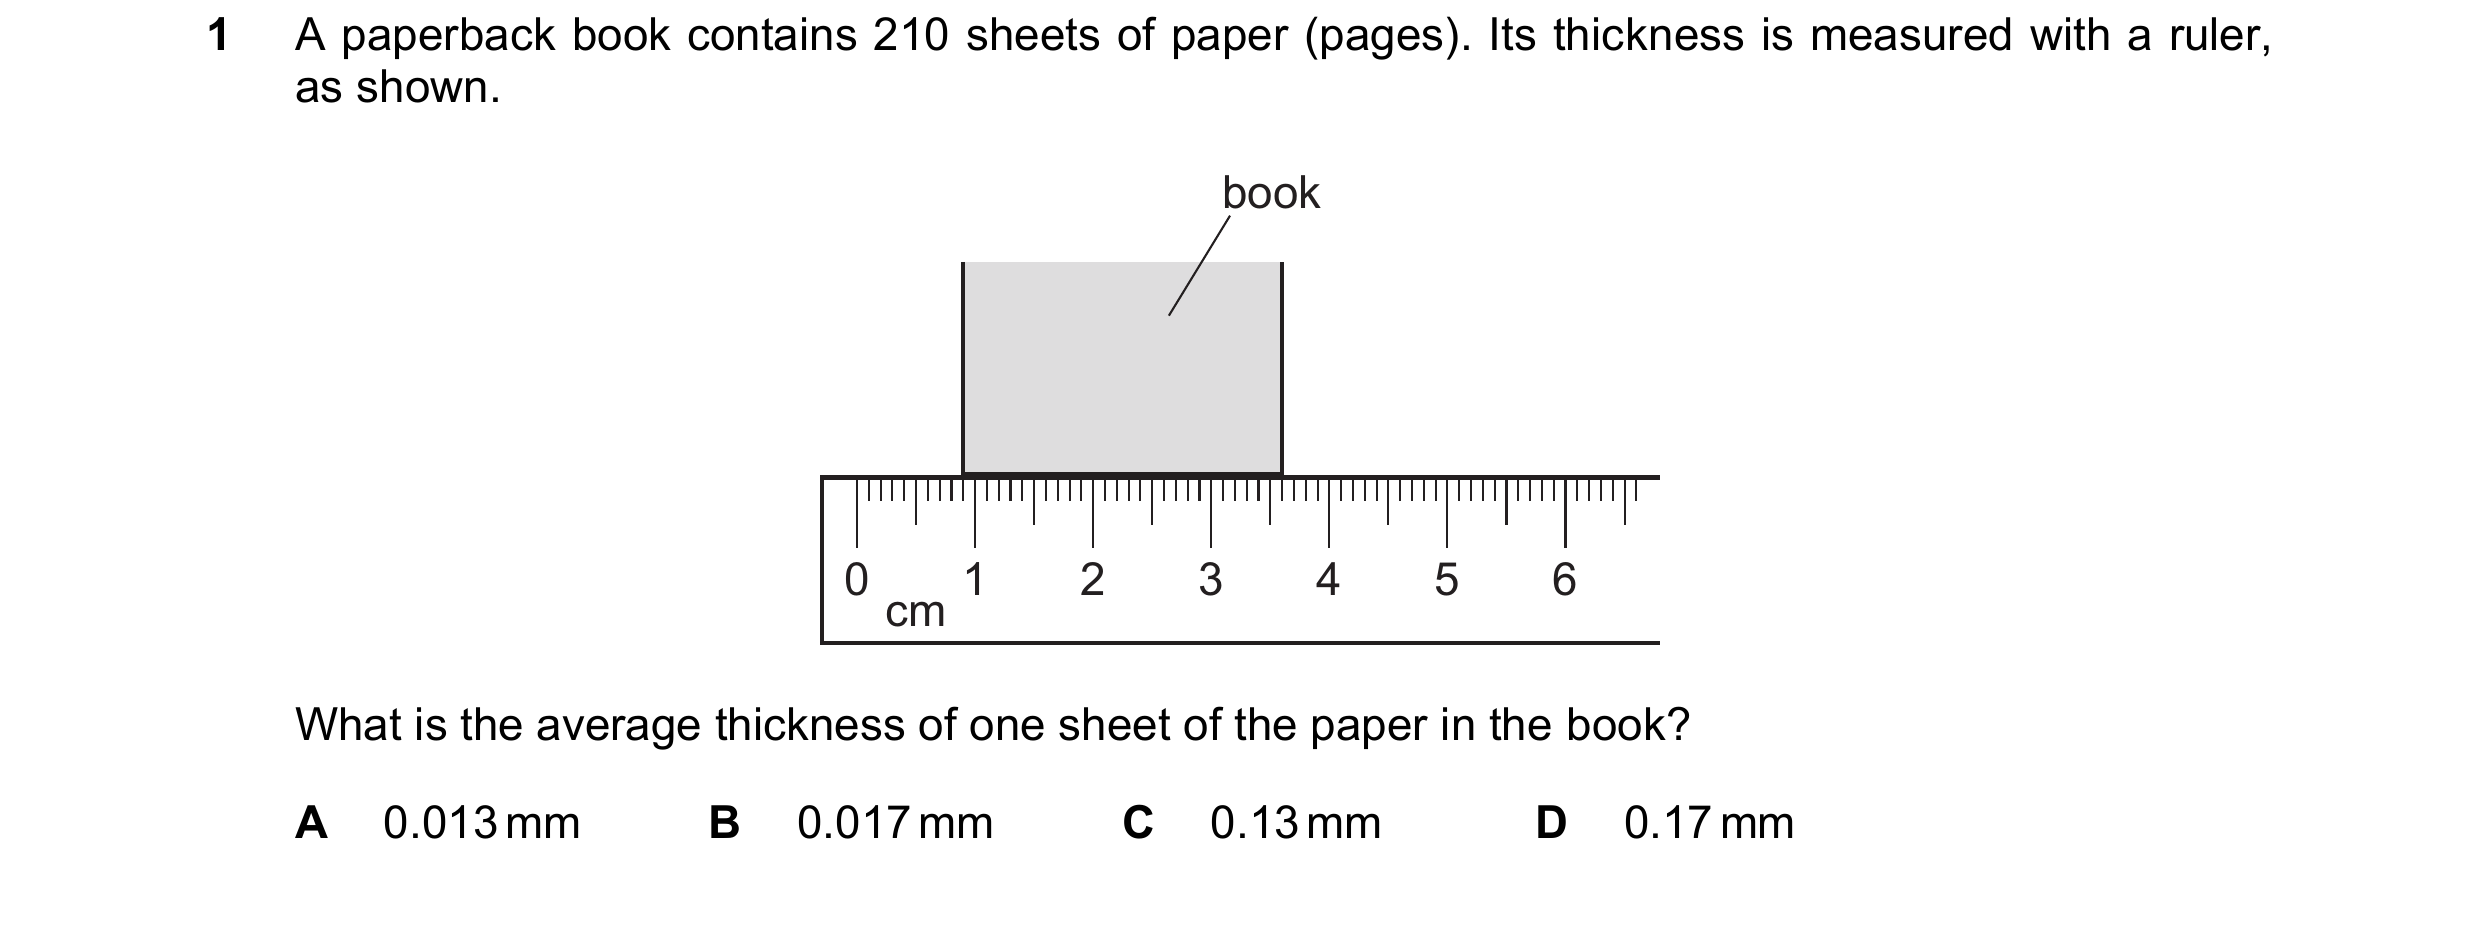 1 A paperback book contains 210 sheets of paper (pages). Its thickness is measured with a ruler,
as shown.
book
0 1 2 3 4 5 6
cm
What is the average thickness of one sheet of the paper in the book?
A 0.013 mm B 0.017 mm C 0.13 mm D 0.17 mm